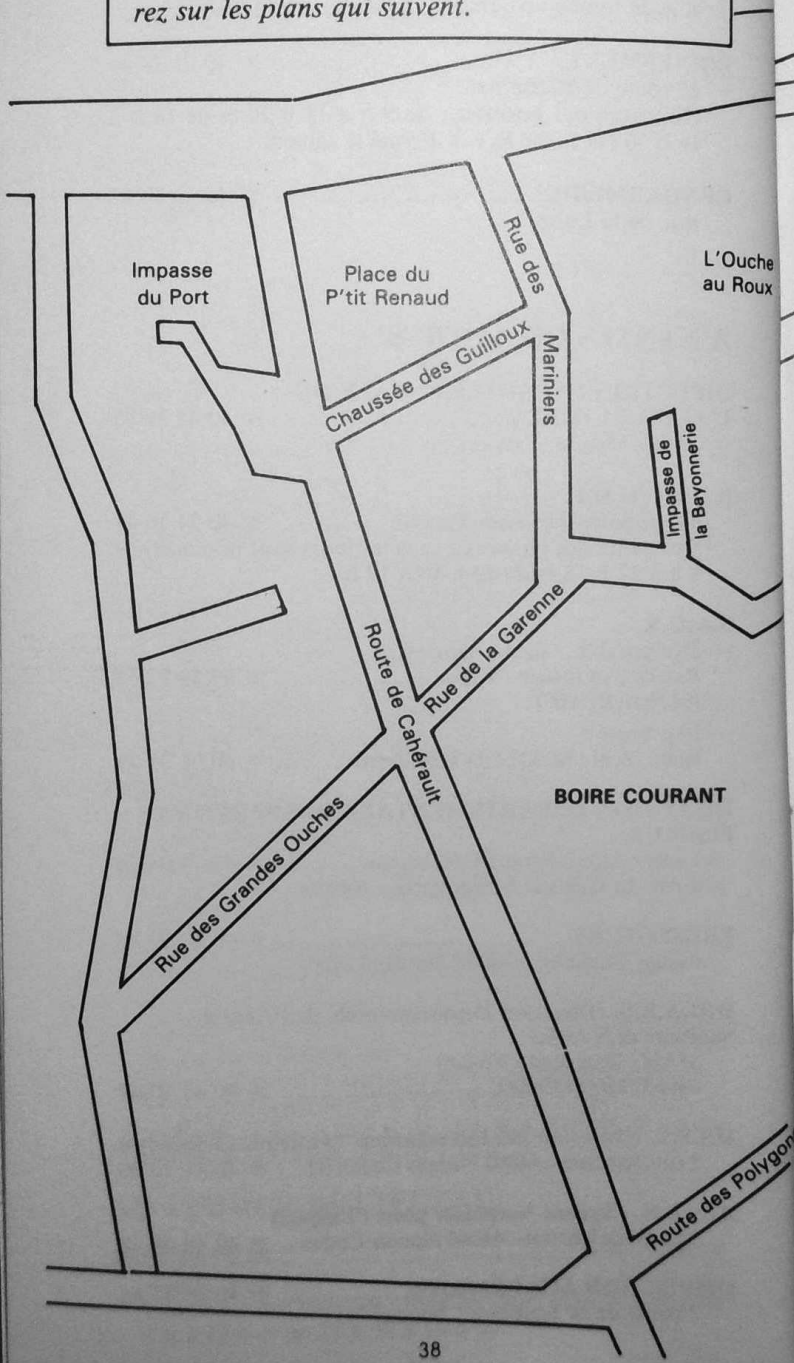 rez sur les plans qui suivent.
Rue des
Mariniers
L'Ouche
au Roux
Impasse
du Port
Place du
P'tit Renaud
Chaussée des Guilloux
Impasse de
la Bayonnerie
Rue de la Garenne
Route de Cahérault
BOIRE COURANT
Rue des Grandes Ouches
Route des Polygon
38